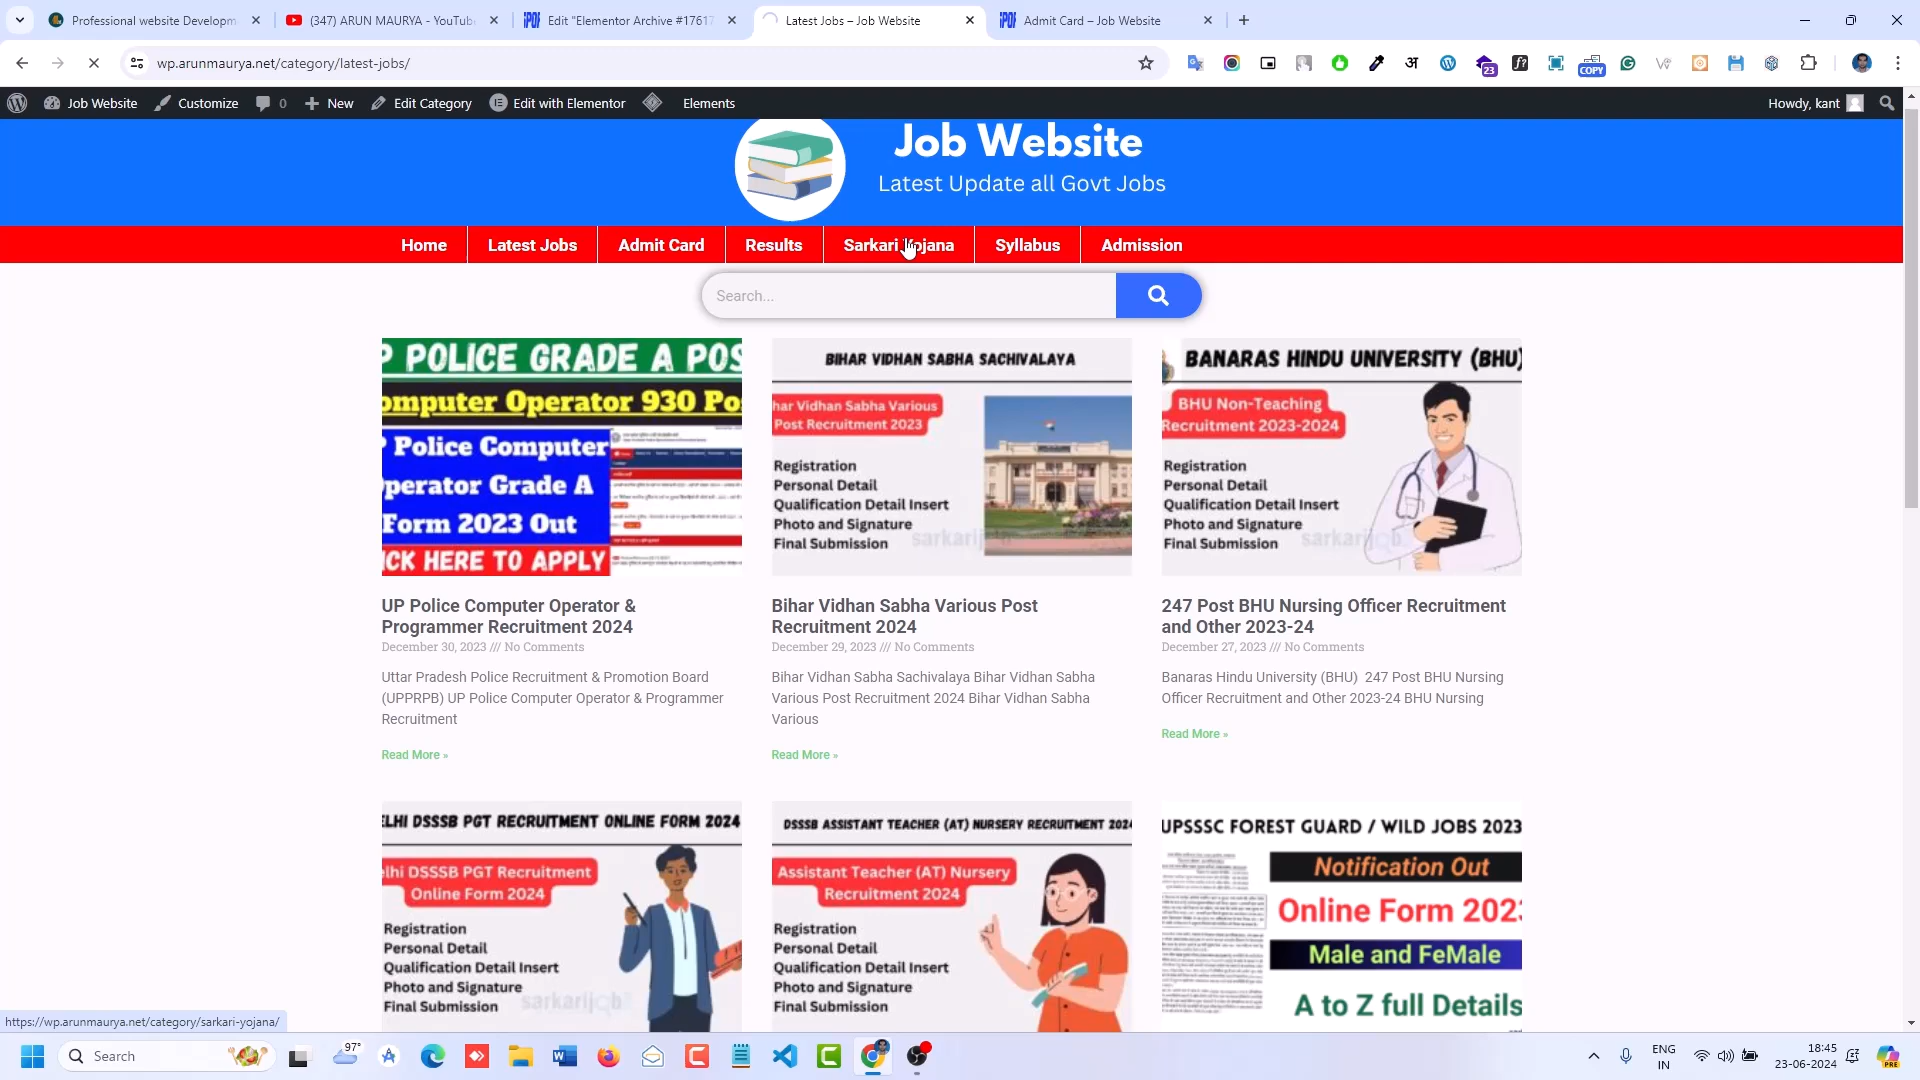 Professional website Developm
(347) ARUN MAURYA - YouTube
Edit "Elementor Archive #17617
Latest Jobs – Job Website
Admit Card – Job Website
wp.arunmaurya.net/category/latest-jobs/
23
COPY
Job Website
Customize
0
New
Edit Category
Edit with Elementor
Elements
Howdy, kant
Job Website
Latest Update all Govt Jobs
Home
Latest Jobs
Admit Card
Results
Sarkari Yojana
Syllabus
Admission
Search...
P POLICE GRADE A POS
omputer Operator 930 Po
P Police Computer
perator Grade A
Form 2023 Out
ICK HERE TO APPLY
BIHAR VIDHAN SABHA SACHIVALAYA
har Vidhan Sabha Various
Post Recruitment 2023
Registration
Personal Detail
Qualification Detail Insert
Photo and Signature
Final Submission
BANARAS HINDU UNIVERSITY (BHU)
BHU Non-Teaching
Recruitment 2023-2024
Registration
Personal Detail
Qualification Detail Insert
Photo and Signature
Final Submission
sarkarijob
UP Police Computer Operator &
Programmer Recruitment 2024
December 30, 2023 /// No Comments
Uttar Pradesh Police Recruitment & Promotion Board
(UPPRPB) UP Police Computer Operator & Programmer
Recruitment
Read More »
Bihar Vidhan Sabha Various Post
Recruitment 2024
December 29, 2023 /// No Comments
Bihar Vidhan Sabha Sachivalaya Bihar Vidhan Sabha
Various Post Recruitment 2024 Bihar Vidhan Sabha
Various
Read More »
247 Post BHU Nursing Officer Recruitment
and Other 2023-24
December 27, 2023 /// No Comments
Banaras Hindu University (BHU) 247 Post BHU Nursing
Officer Recruitment and Other 2023-24 BHU Nursing
Read More »
ELHI DSSSB PGT RECRUITMENT ONLINE FORM 2024
elhi DSSSB PGT Recruitment
Online Form 2024
Registration
Personal Detail
Qualification Detail Insert
Photo and Signature
Final Submission
sarkarijob
DSSSB ASSISTANT TEACHER (AT) NURSERY RECRUITMENT 2024
Assistant Teacher (AT) Nursery
Recruitment 2024
Registration
Personal Detail
Qualification Detail Insert
Photo and Signature
Final Submission
UPSSSC FOREST GUARD / WILD JOBS 2023
Notification Out
Online Form 2023
Male and FeMale
A to Z full Details
https://wp.arunmaurya.net/category/sarkari-yojana/
Search
97°
ENG
IN
18:45
23-06-2024